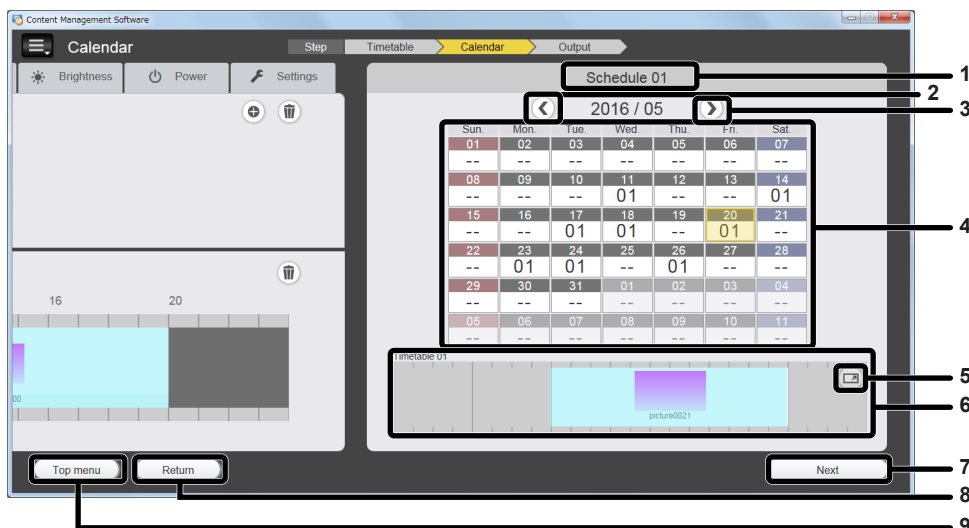 Content Management Software
Calendar
Step
Timetable
Calendar
Output
Brightness
Power
Settings
Schedule 01
1
2
2016 / 05
3
Sun. Mon. Tue. Wed. Thu. Fri. Sat.
01 02 03 04 05 06 07
-- -- -- -- -- -- --
08 09 10 11 12 13 14
-- -- -- 01 -- -- 01
15 16 17 18 19 20 21
-- -- 01 01 -- 01 --
4
22 23 24 25 26 27 28
-- 01 01 -- 01 -- --
29 30 31 01 02 03 04
-- -- -- -- -- -- --
05 06 07 08 09 10 11
-- -- -- -- -- -- --
16 20
00
Timetable 01
5
6
picture0021
Top menu
Return
Next
7
8
9